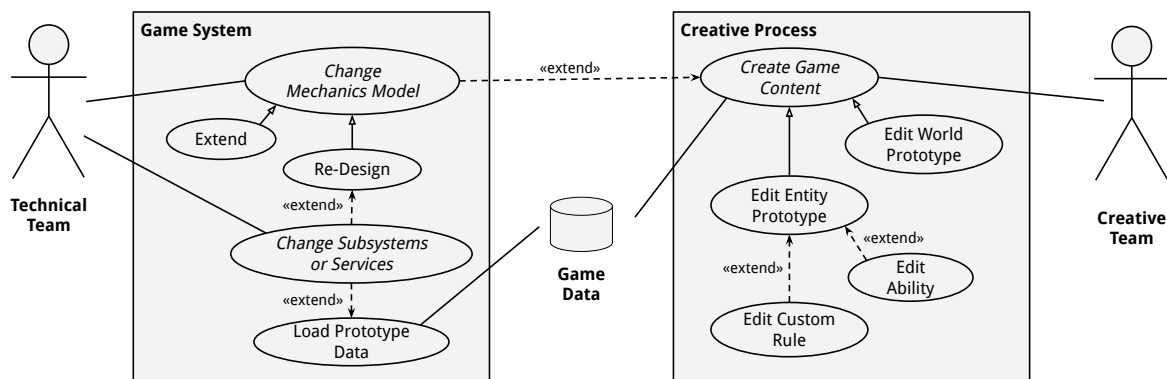 Game System
Creative Process
Change
Mechanics Model
«extend»
Create Game
Content
Extend
Edit World
Prototype
Re-Design
Technical
Team
«extend»
Edit Entity
Prototype
Creative
Team
Change Subsystems
or Services
«extend»
«extend»
Game
Data
Edit
Ability
«extend»
Load Prototype
Data
Edit Custom
Rule